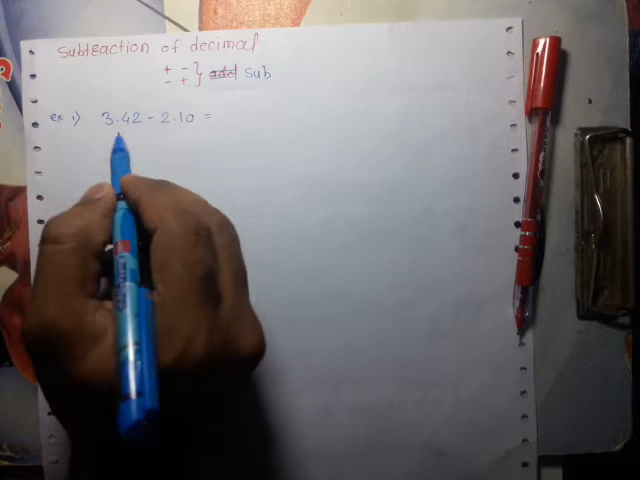 Subtraction of decimal
+ - } add sub
- +
ex 1) 3.42 - 2.10 =